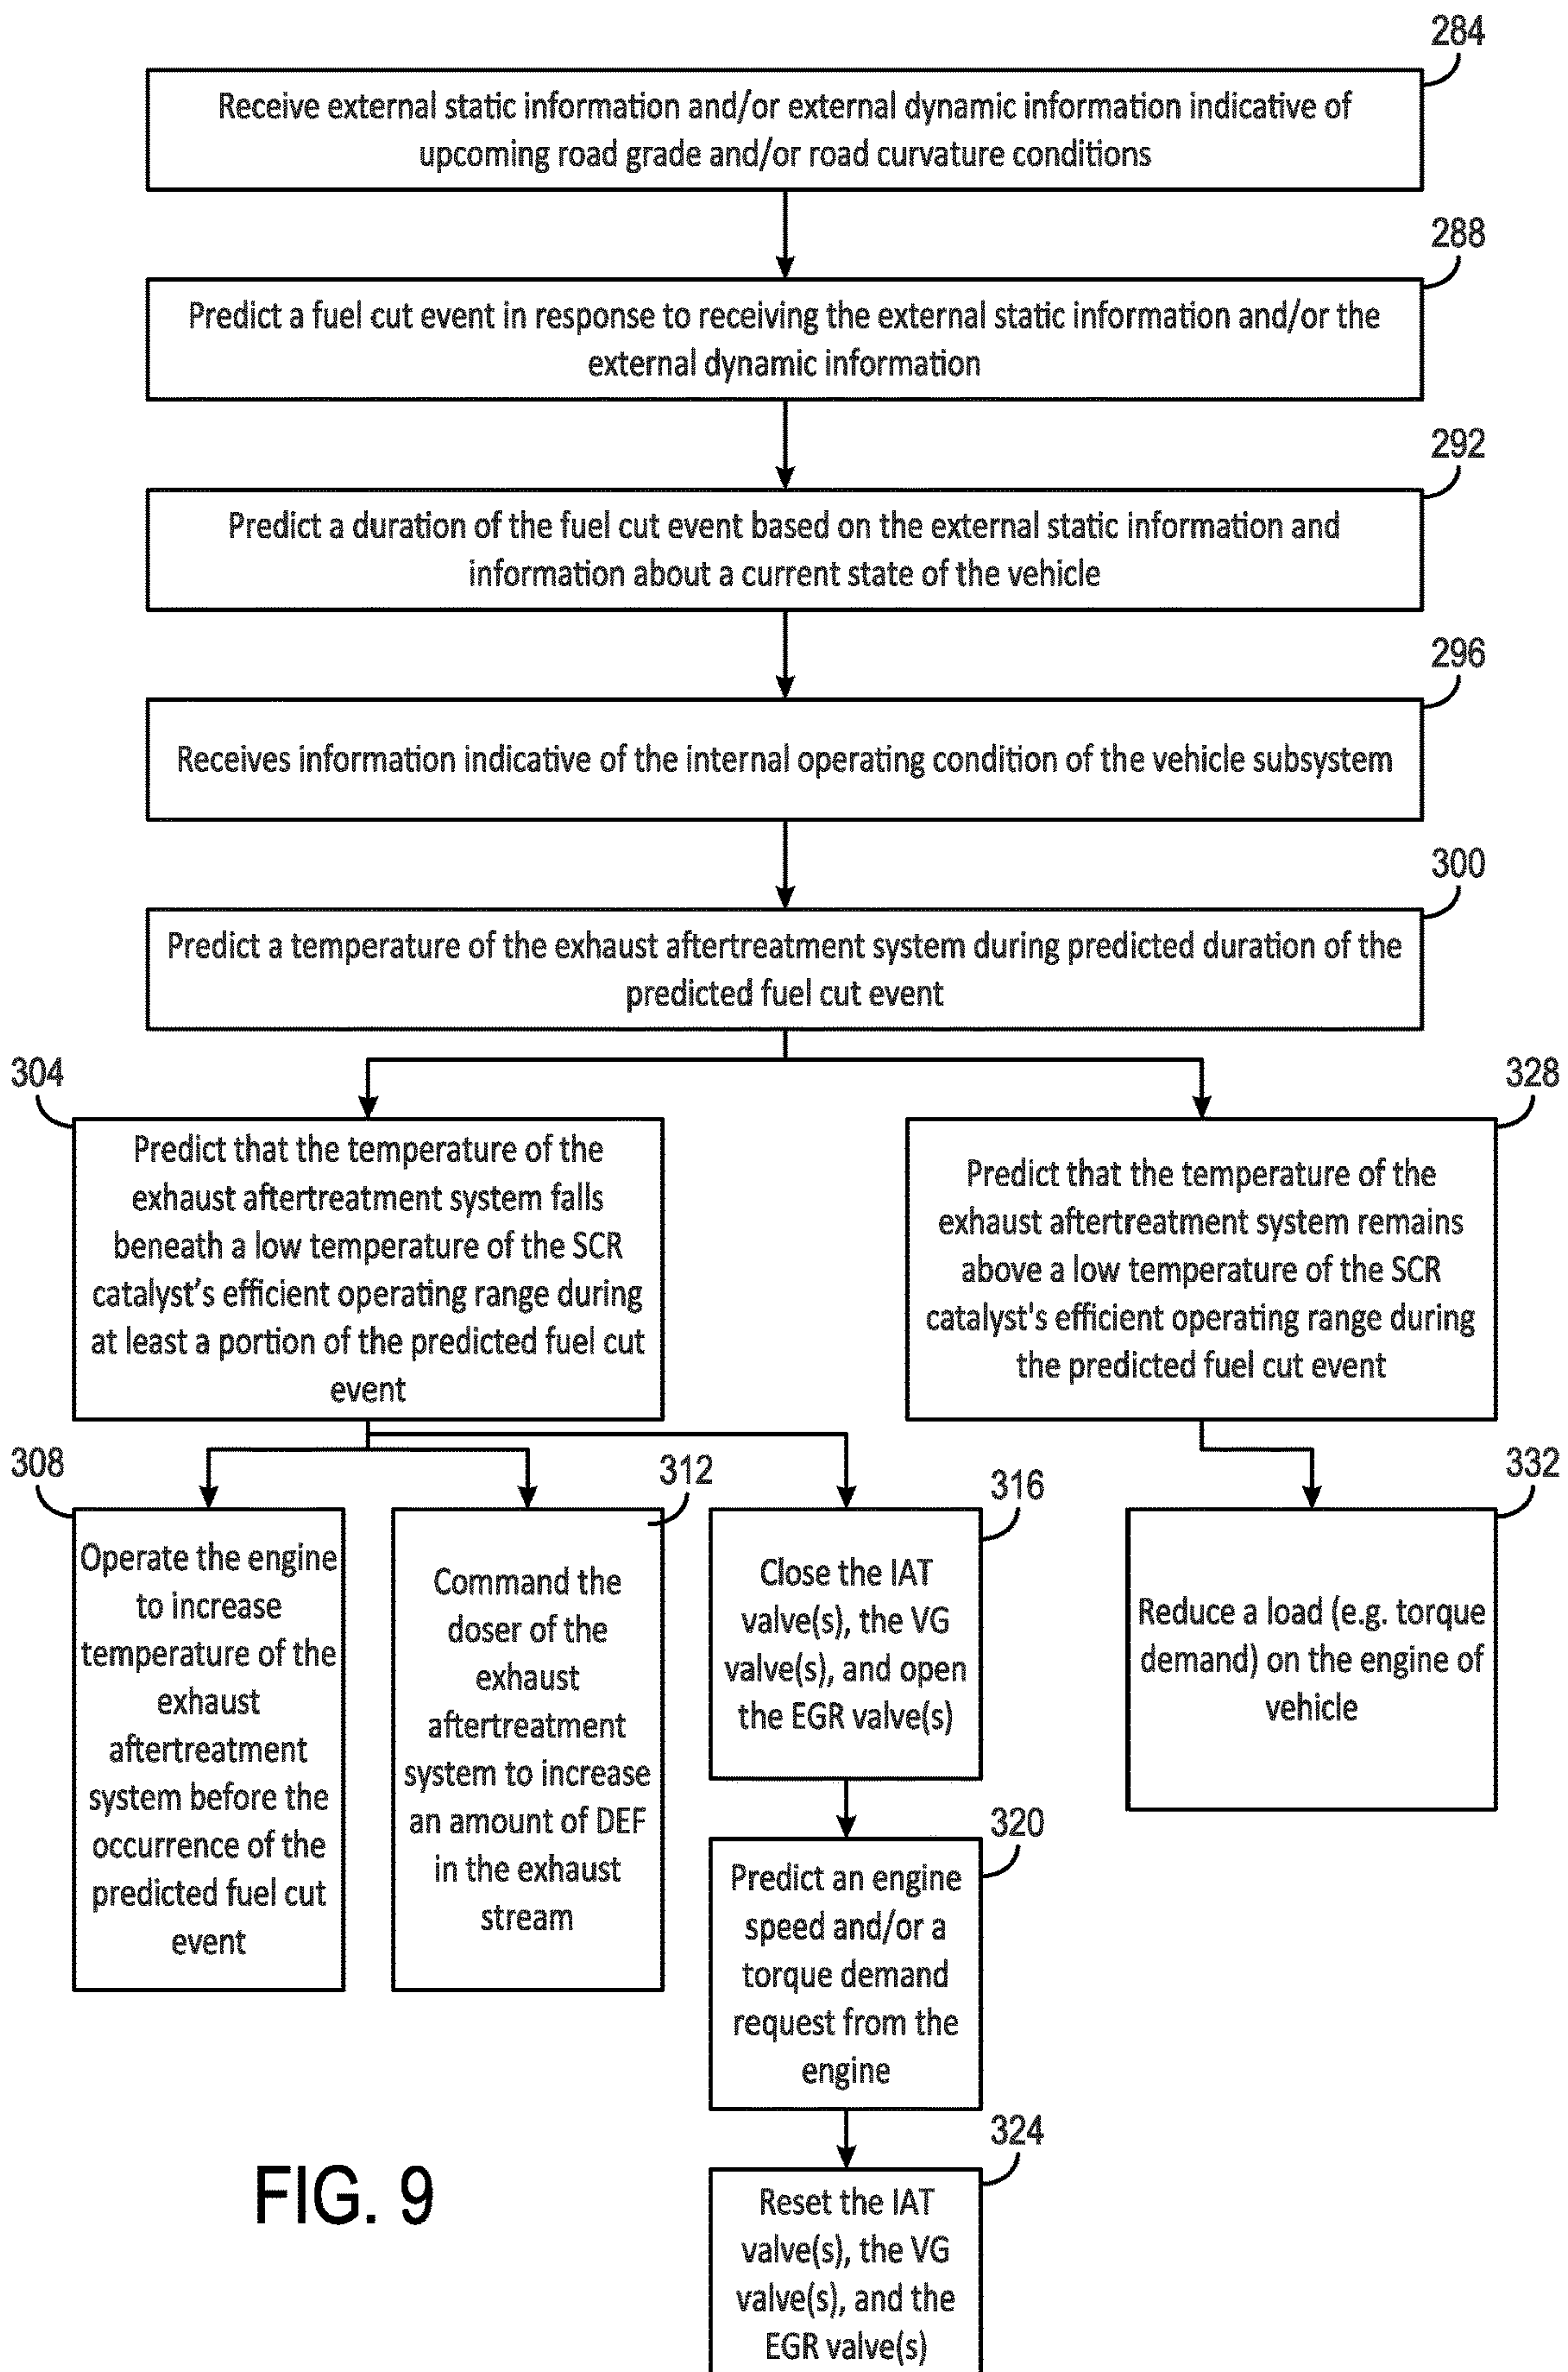 284
Receive external static information and/or external dynamic information indicative of
upcoming road grade and/or road curvature conditions
288
Predict a fuel cut event in response to receiving the external static information and/or the
external dynamic information
292
Predict a duration of the fuel cut event based on the external static information and
information about a current state of the vehicle
296
Receives information indicative of the internal operating condition of the vehicle subsystem
300
Predict a temperature of the exhaust aftertreatment system during predicted duration of the
predicted fuel cut event
304
Predict that the temperature of the
exhaust aftertreatment system falls
beneath a low temperature of the SCR
catalyst’s efficient operating range during
at least a portion of the predicted fuel cut
event
328
Predict that the temperature of the
exhaust aftertreatment system remains
above a low temperature of the SCR
catalyst's efficient operating range during
the predicted fuel cut event
308
Operate the engine
to increase
temperature of the
exhaust
aftertreatment
system before the
occurrence of the
predicted fuel cut
event
312
Command the
doser of the
exhaust
aftertreatment
system to increase
an amount of DEF
in the exhaust
stream
316
Close the IAT
valve(s), the VG
valve(s), and open
the EGR valve(s)
332
Reduce a load (e.g. torque
demand) on the engine of
vehicle
320
Predict an engine
speed and/or a
torque demand
request from the
engine
324
Reset the IAT
valve(s), the VG
valve(s), and the
EGR valve(s)
FIG. 9